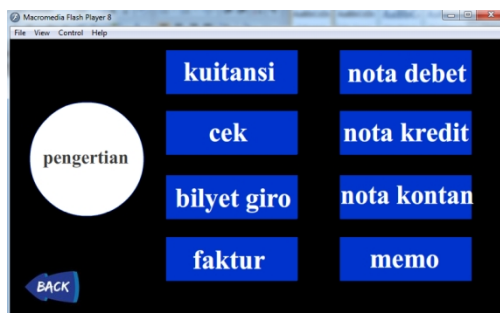 Macromedia Flash Player 8
File View Control Help
kuitansi
nota debet
cek
nota kredit
pengertian
bilyet giro
nota kontan
faktur
memo
BACK